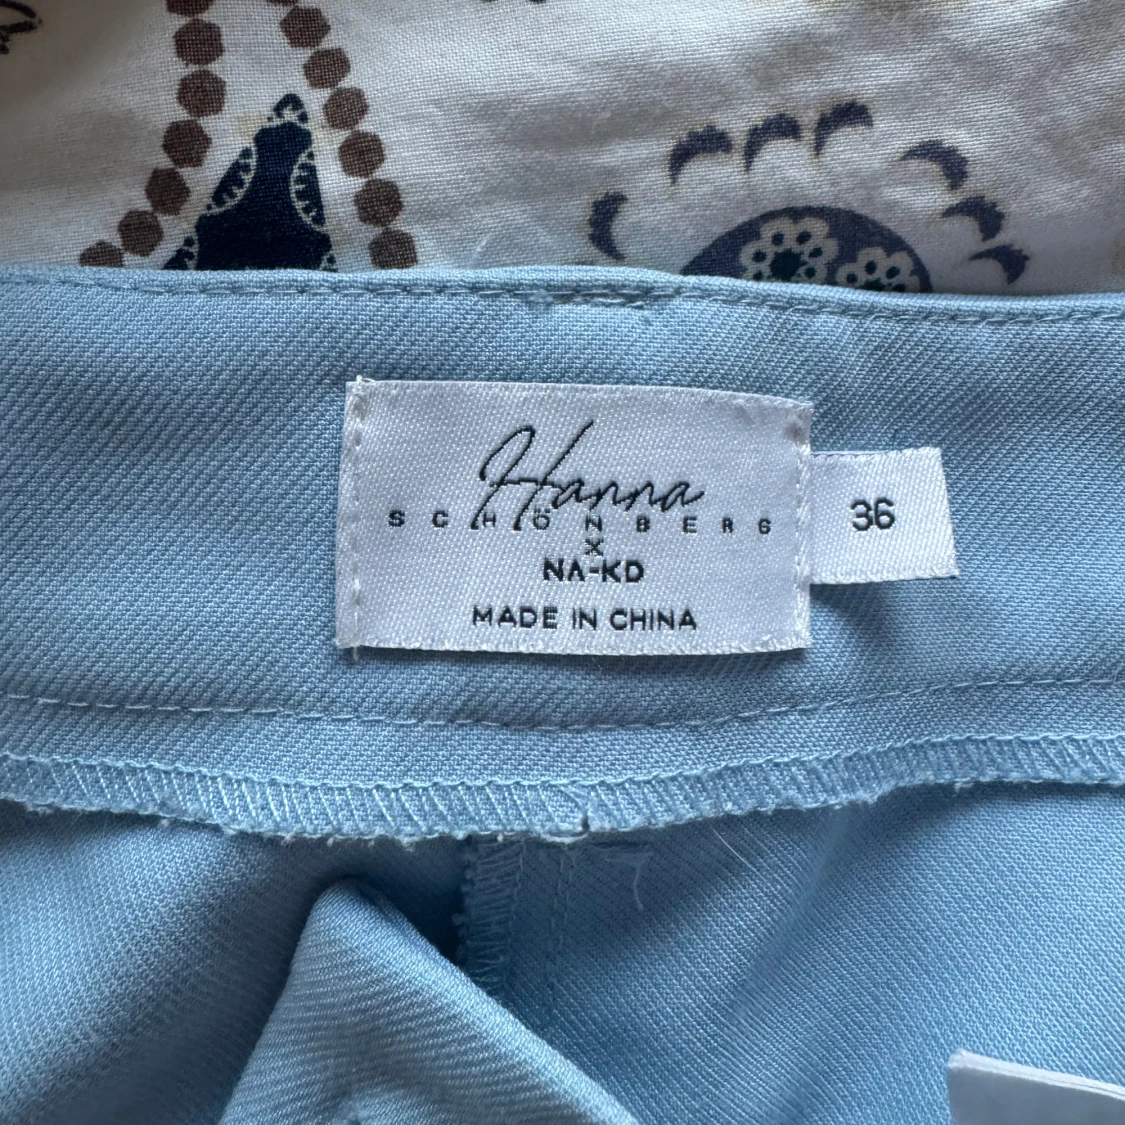 Hanna
SCHÖNBERG
X
NA-KD
MADE IN CHINA
36